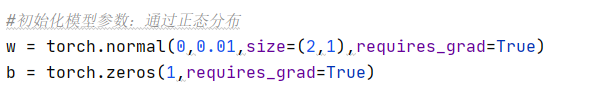 #初始化模型参数：通过正态分布
w = torch.normal(0,0.01,size=(2,1),requires_grad=True)
b = torch.zeros(1,requires_grad=True)